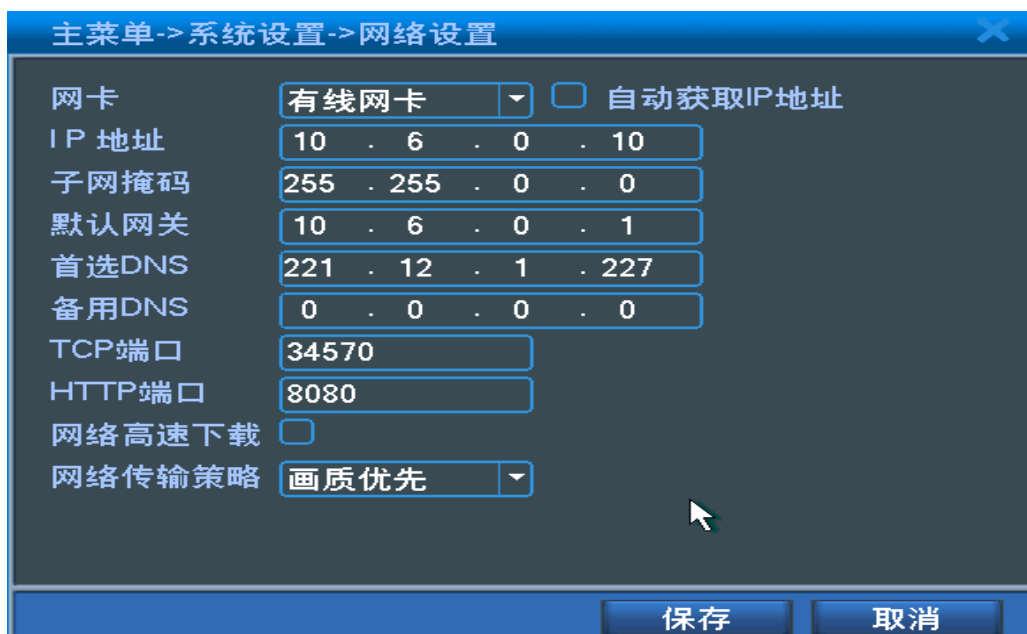 主菜单->系统设置->网络设置
网卡 有线网卡 自动获取IP地址
IP 地址 10 . 6 . 0 . 10
子网掩码 255 . 255 . 0 . 0
默认网关 10 . 6 . 0 . 1
首选DNS 221 . 12 . 1 . 227
备用DNS 0 . 0 . 0 . 0
TCP端口 34570
HTTP端口 8080
网络高速下载
网络传输策略 画质优先
保存 取消